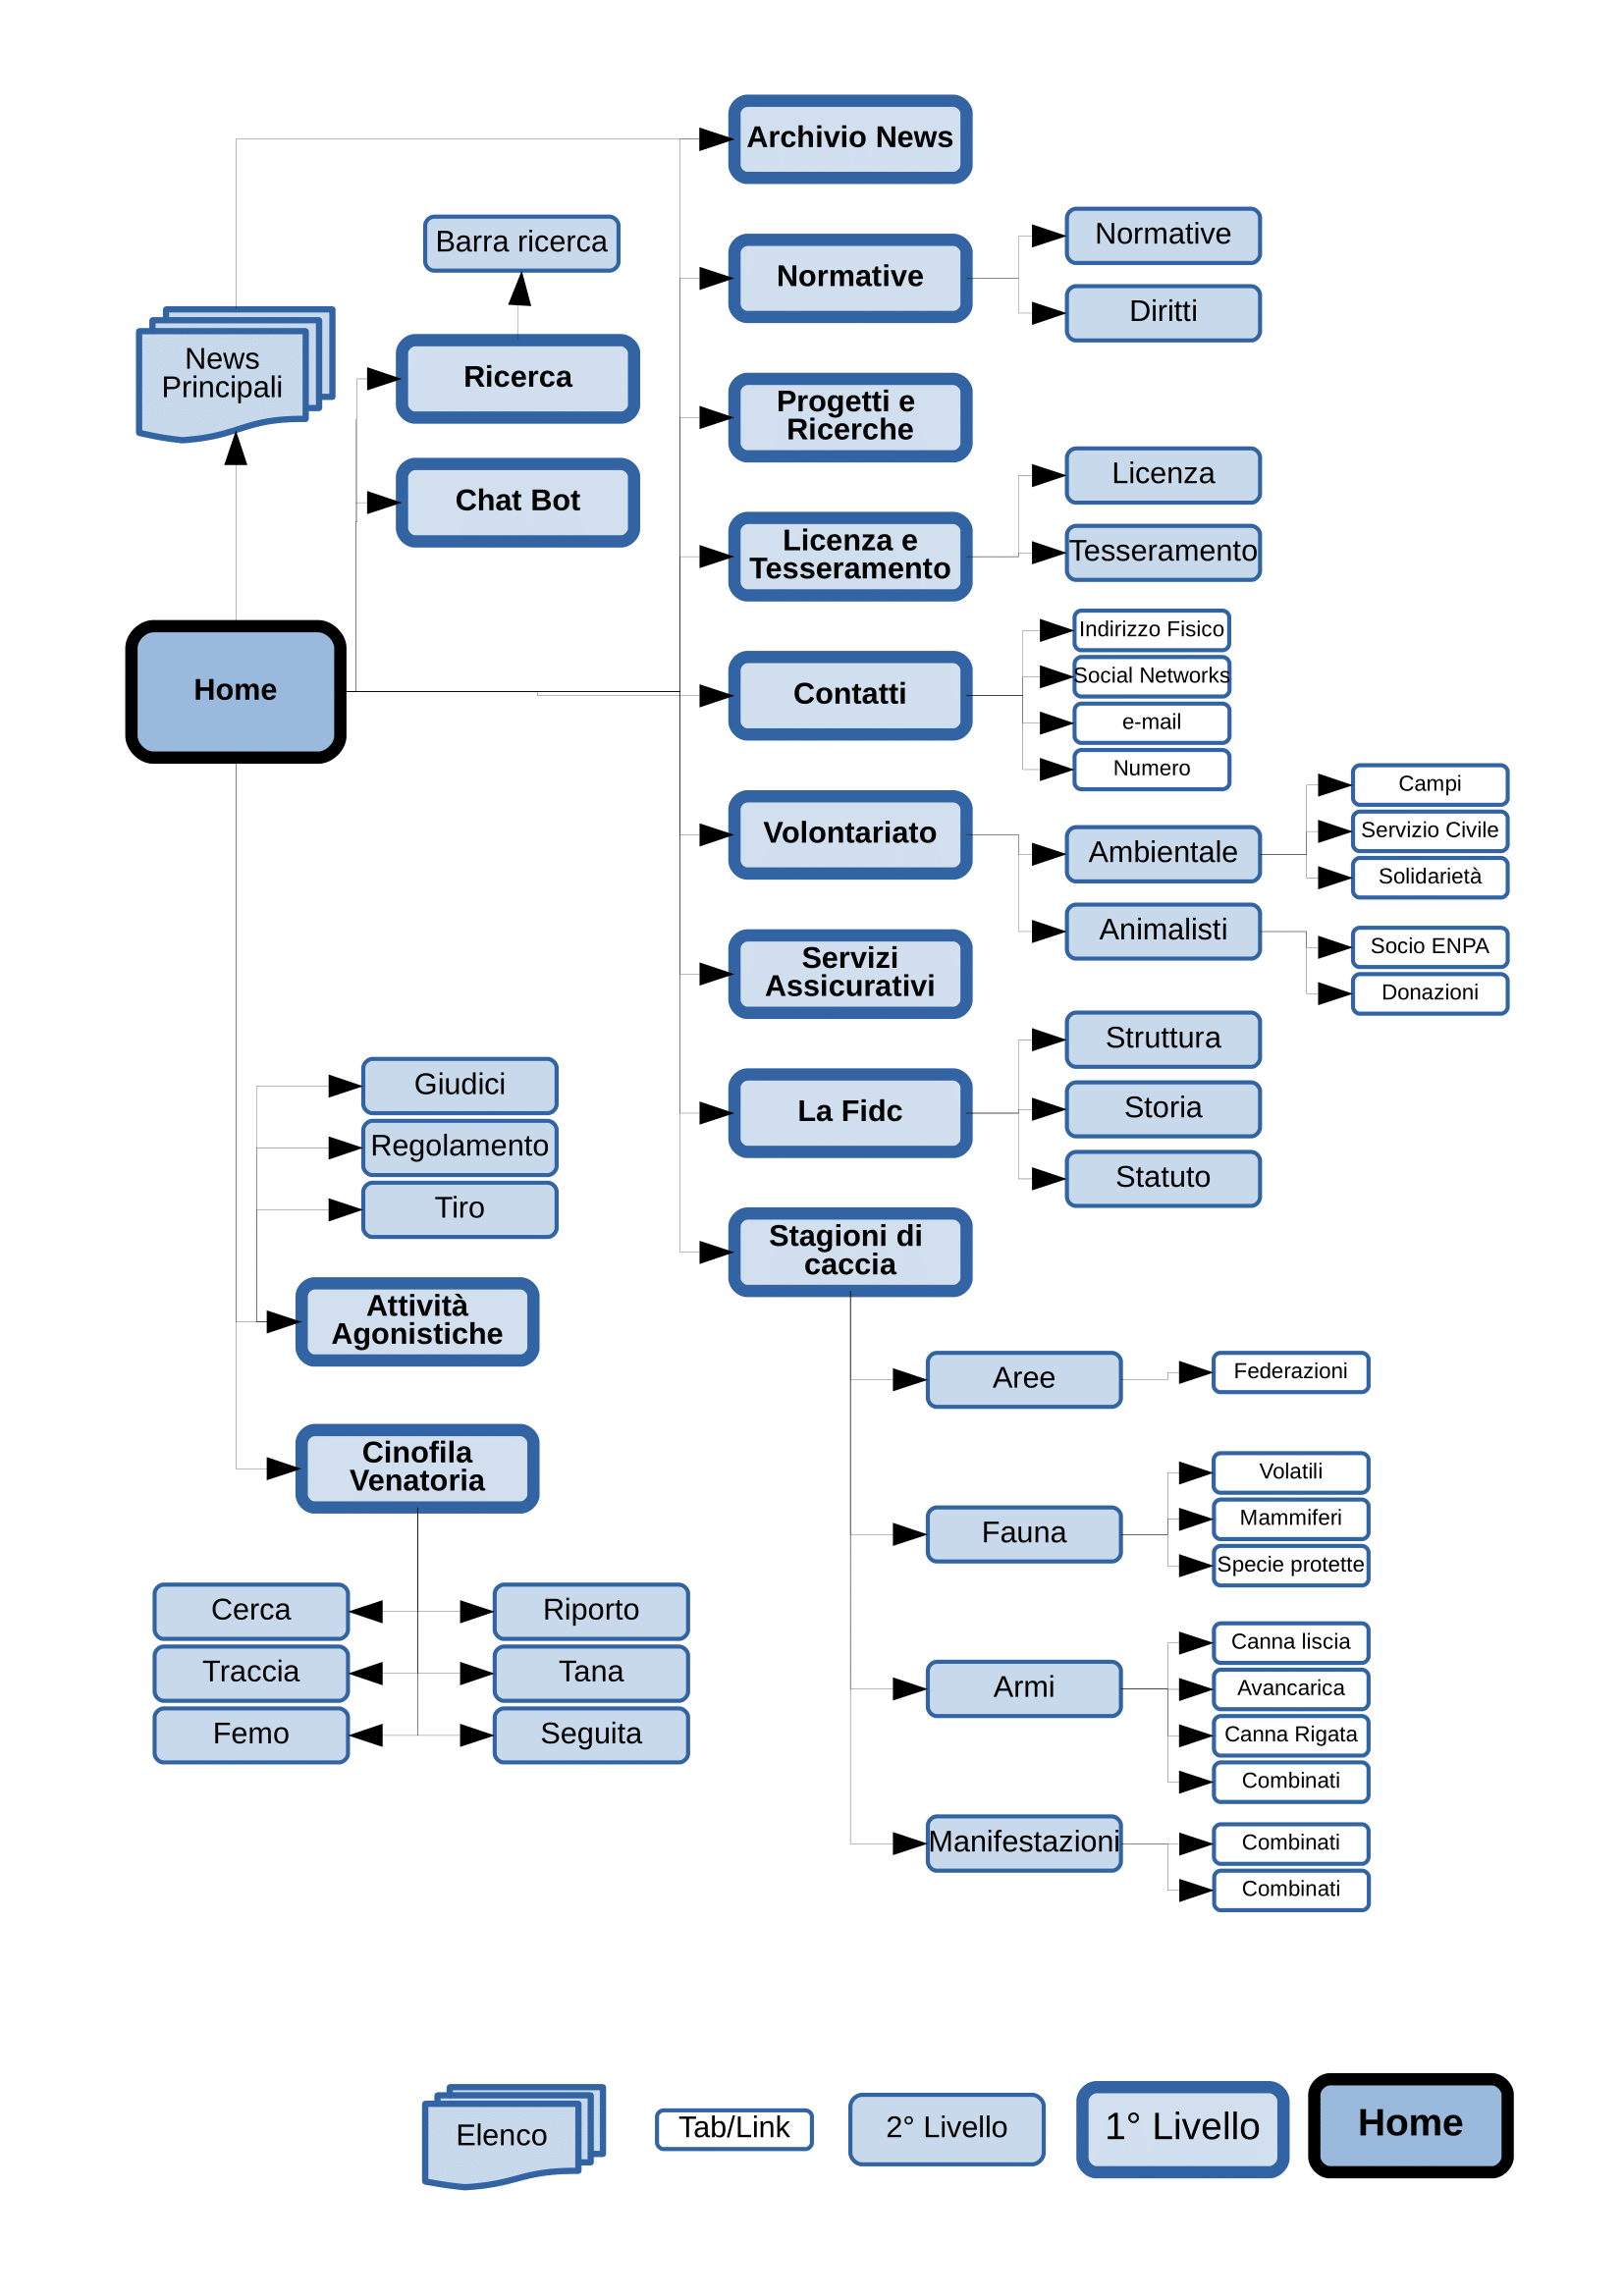 Archivio News
Barra ricerca
Normative
Normative
Diritti
News
Principali
Ricerca
Progetti e
Ricerche
Chat Bot
Licenza e
Tesseramento
Licenza
Tesseramento
Home
Contatti
Indirizzo Fisico
Social Networks
e-mail
Numero
Volontariato
Ambientale
Campi
Servizio Civile
Solidarietà
Animalisti
Socio ENPA
Donazioni
Servizi
Assicurativi
La Fidc
Struttura
Storia
Statuto
Giudici
Regolamento
Tiro
Attività
Agonistiche
Stagioni di
caccia
Cinofila
Venatoria
Cerca
Riporto
Traccia
Tana
Femo
Seguita
Aree
Federazioni
Fauna
Volatili
Mammiferi
Specie protette
Armi
Canna liscia
Avancarica
Canna Rigata
Combinati
Manifestazioni
Combinati
Combinati
Elenco
Tab/Link
2° Livello
1° Livello
Home